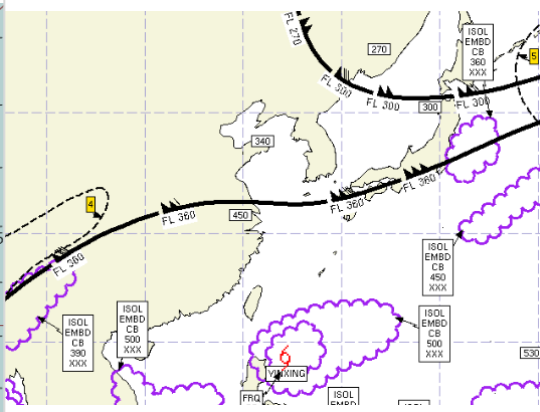 FL 270
270
ISOL
EMBD
CB
360
XXX
5
FL 300
FL 300
300
FL 300
340
4
FL 360
FL 360
FL 360
450
FL 360
ISOL
EMBD
CB
450
XXX
ISOL
EMBD
CB
390
XXX
ISOL
EMBD
CB
500
XXX
ISOL
EMBD
CB
500
XXX
YINXING
530
FRQ
ISOL
ISOL
EMBD